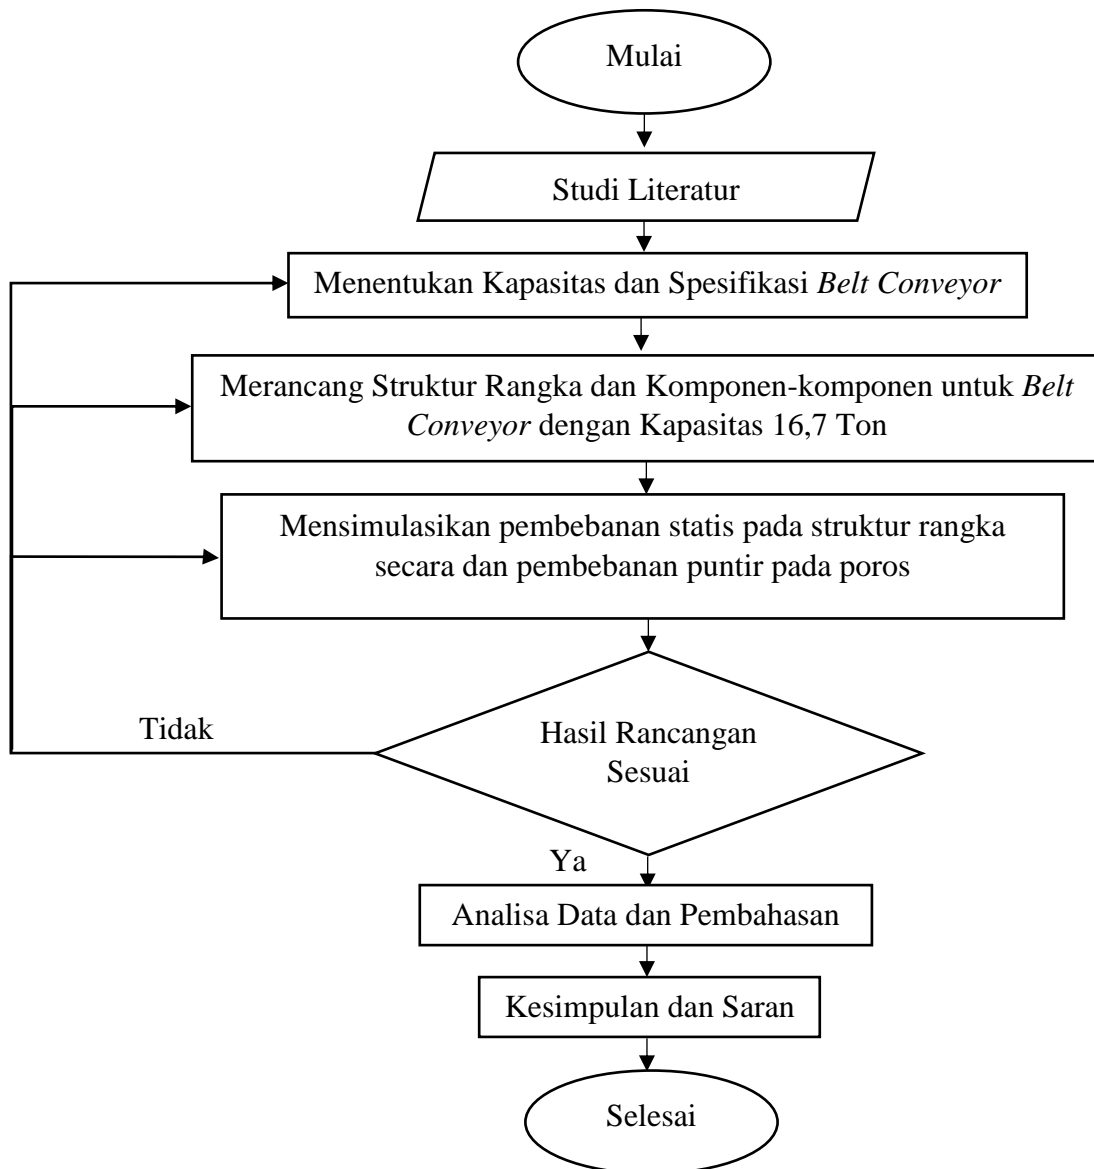 Mulai
Studi Literatur
Menentukan Kapasitas dan Spesifikasi Belt Conveyor
Merancang Struktur Rangka dan Komponen-komponen untuk Belt
Conveyor dengan Kapasitas 16,7 Ton
Mensimulasikan pembebanan statis pada struktur rangka
secara dan pembebanan puntir pada poros
Tidak
Hasil Rancangan
Sesuai
Ya
Analisa Data dan Pembahasan
Kesimpulan dan Saran
Selesai